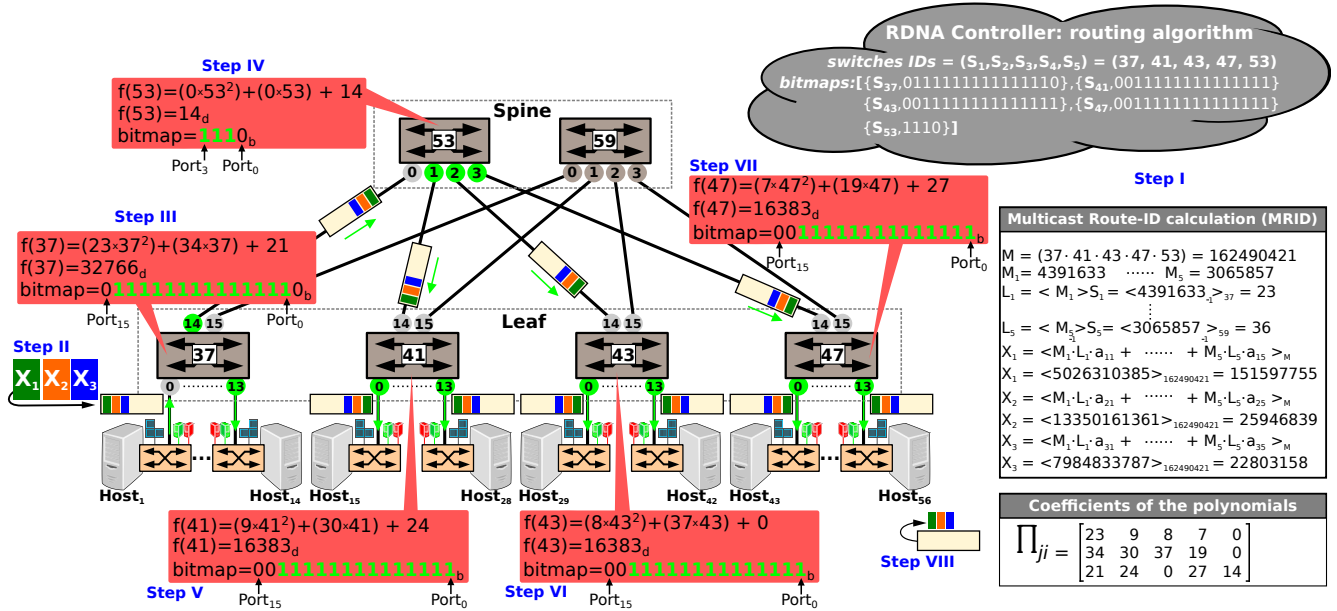 RDNA Controller: routing algorithm
switches IDs = (S1,S2,S3,S4,S5) = (37, 41, 43, 47, 53)
bitmaps:[{S37,0111111111111110},{S41,0011111111111111}
{S43,0011111111111111},{S47,0011111111111111}
{S53,1110}]
Step IV
f(53)=(0×53²)+(0×53) + 14
f(53)=14d
bitmap=1110b
Port3 Port0
Spine
53 59
0 1 2 3 0 1 2 3
Step VII
f(47)=(7×47²)+(19×47) + 27
f(47)=16383d
bitmap=0011111111111111b
Port15 Port0
Step III
f(37)=(23×37²)+(34×37) + 21
f(37)=32766d
bitmap=0111111111111110b
Port15 Port0
Leaf
14 15 14 15 14 15 14 15
37 41 43 47
0 ........ 13 0 ........ 13 0 ........ 13 0 ........ 13
Step II
X1 X2 X3
... ... ... ...
Host1 Host14 Host15 Host28 Host29 Host42 Host43 Host56
f(41)=(9×41²)+(30×41) + 24
f(41)=16383d
bitmap=0011111111111111b
Step V
Port15 Port0
f(43)=(8×43²)+(37×43) + 0
f(43)=16383d
bitmap=0011111111111111b
Step VI
Port15 Port0
Step VIII
Step I
Multicast Route-ID calculation (MRID)
M = (37· 41 · 43 · 47 · 53) = 162490421
M1= 4391633 ...... M5 = 3065857
L1 = < M1 >S1 = <4391633 -1>37 = 23
L5 = < M5 -1>S5= <3065857 -1>59 = 36
X1 = <M1·L1·a11 + ...... + M5·L5·a15 >M
X1 = <5026310385>162490421 = 151597755
X2 = <M1·L1·a21 + ...... + M5·L5·a25 >M
X2 = <13350161361>162490421 = 25946839
X3 = <M1·L1·a31 + ...... + M5·L5·a35 >M
X3 = <7984833787>162490421 = 22803158
Coefficients of the polynomials
∏ji =
23 9 8 7 0
34 30 37 19 0
21 24 0 27 14